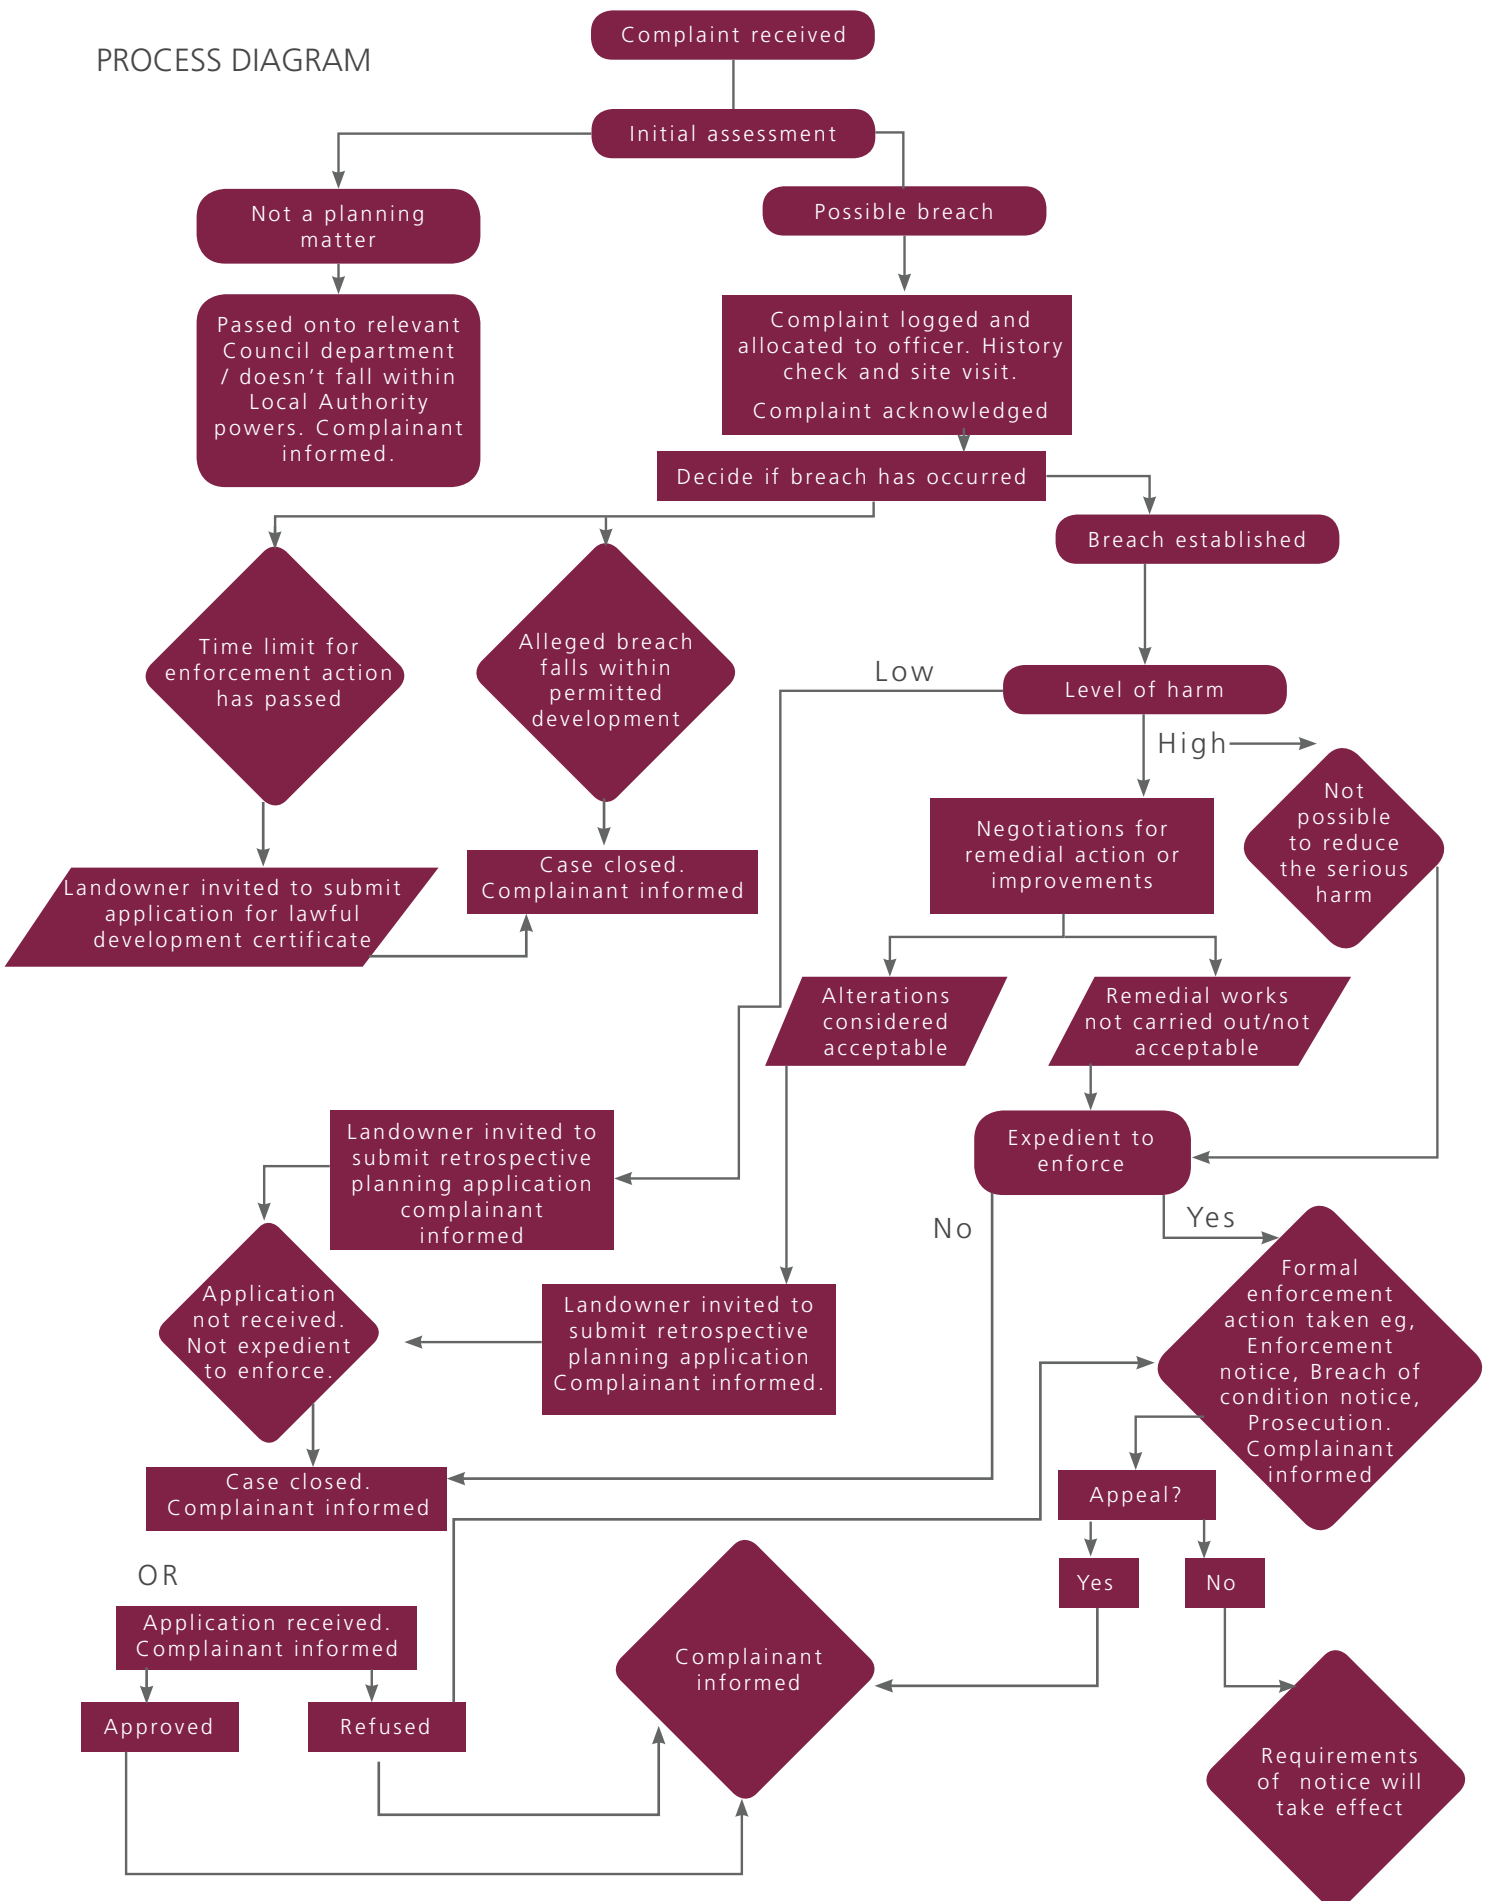 PROCESS DIAGRAM
Complaint received
Initial assessment
Not a planning
matter
Possible breach
Passed onto relevant
Council department
/ doesn't fall within
Local Authority
powers. Complainant
informed.
Complaint logged and
allocated to officer. History
check and site visit.
Complaint acknowledged
Decide if breach has occurred
Breach established
Time limit for
enforcement action
has passed
Alleged breach
falls within
permitted
development
Low
Level of harm
High
Not
possible
to reduce
the serious
harm
Negotiations for
remedial action or
improvements
Case closed.
Complainant informed
Landowner invited to submit
application for lawful
development certificate
Alterations
considered
acceptable
Remedial works
not carried out/not
acceptable
Landowner invited to
submit retrospective
planning application
complainant
informed
Expedient to
enforce
No
Yes
Application
not received.
Not expedient
to enforce.
Landowner invited to
submit retrospective
planning application
Complainant informed.
Formal
enforcement
action taken eg,
Enforcement
notice, Breach of
condition notice,
Prosecution.
Complainant
informed
Case closed.
Complainant informed
Appeal?
OR
Yes
No
Application received.
Complainant informed
Complainant
informed
Approved
Refused
Requirements
of notice will
take effect